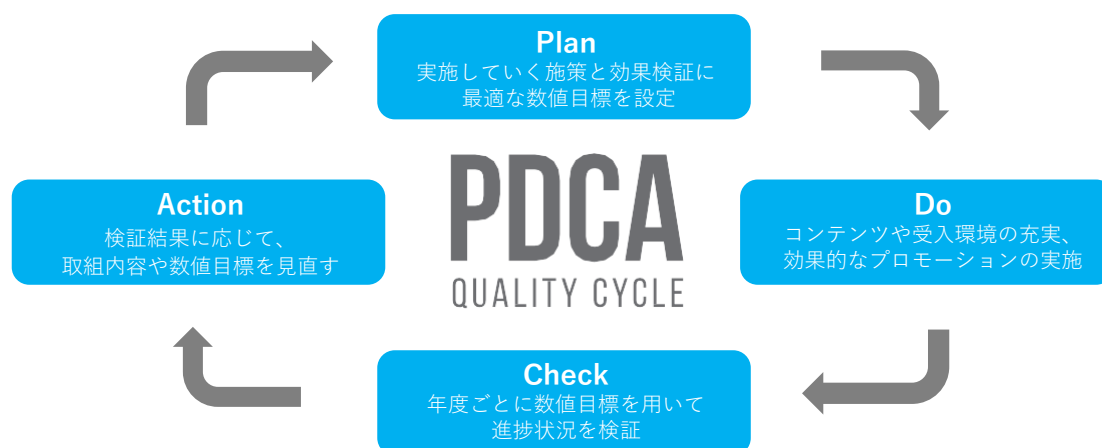 Plan
実施していく施策と効果検証に
最適な数値目標を設定
Action
検証結果に応じて、
取組内容や数値目標を見直す
PDCA
QUALITY CYCLE
Do
コンテンツや受入環境の充実、
効果的なプロモーションの実施
Check
年度ごとに数値目標を用いて
進捗状況を検証